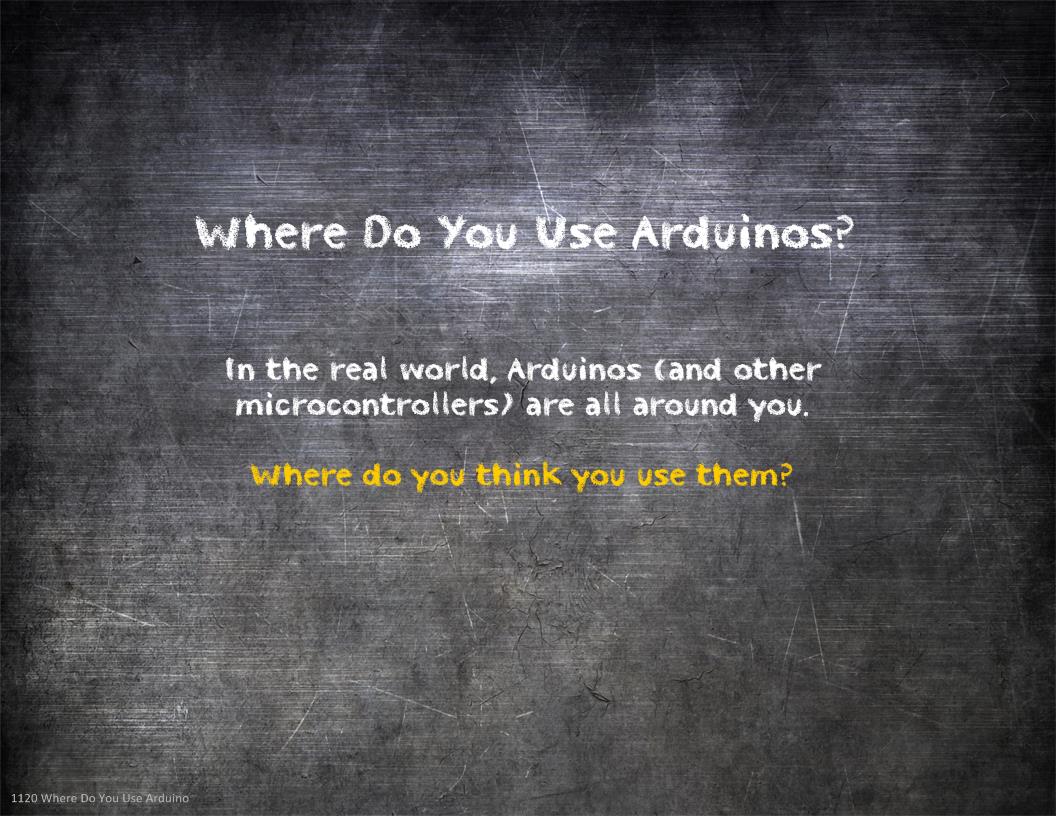 Where Do You Use Arduinos?
In the real world, Arduinos (and other
microcontrollers) are all around you.
Where do you think you use them?
1120 Where Do You Use Arduino